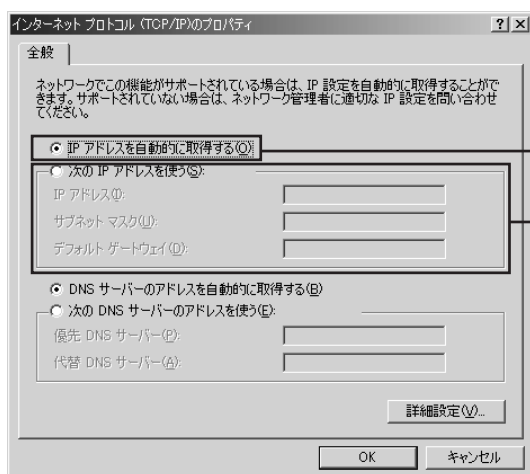 インターネット プロトコル (TCP/IP)のプロパティ
全般
ネットワークでこの機能がサポートされている場合は、IP 設定を自動的に取得することがで
きます。サポートされていない場合は、ネットワーク管理者に適切な IP 設定を問い合わせ
てください。
IP アドレスを自動的に取得する(O)
次の IP アドレスを使う(S):
IP アドレス(I):
サブネット マスク(U):
デフォルト ゲートウェイ(D):
DNS サーバーのアドレスを自動的に取得する(B)
次の DNS サーバーのアドレスを使う(E):
優先 DNS サーバー(P):
代替 DNS サーバー(A):
詳細設定(V)...
OK
キャンセル